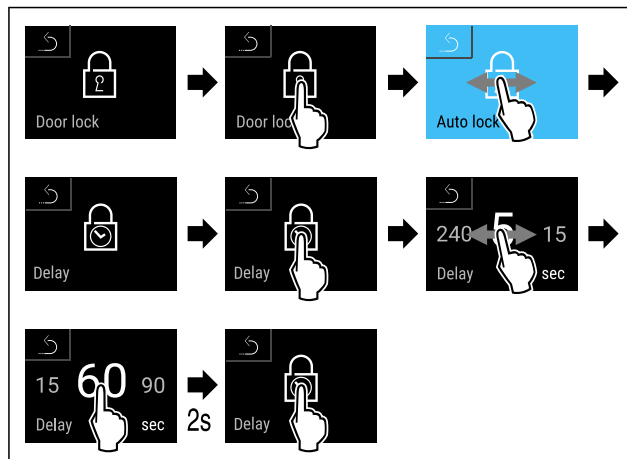 Door lock
Door loc
Auto lock
Delay
Delay
240 5 15
Delay sec
15 60 90
Delay sec
2s
Delay